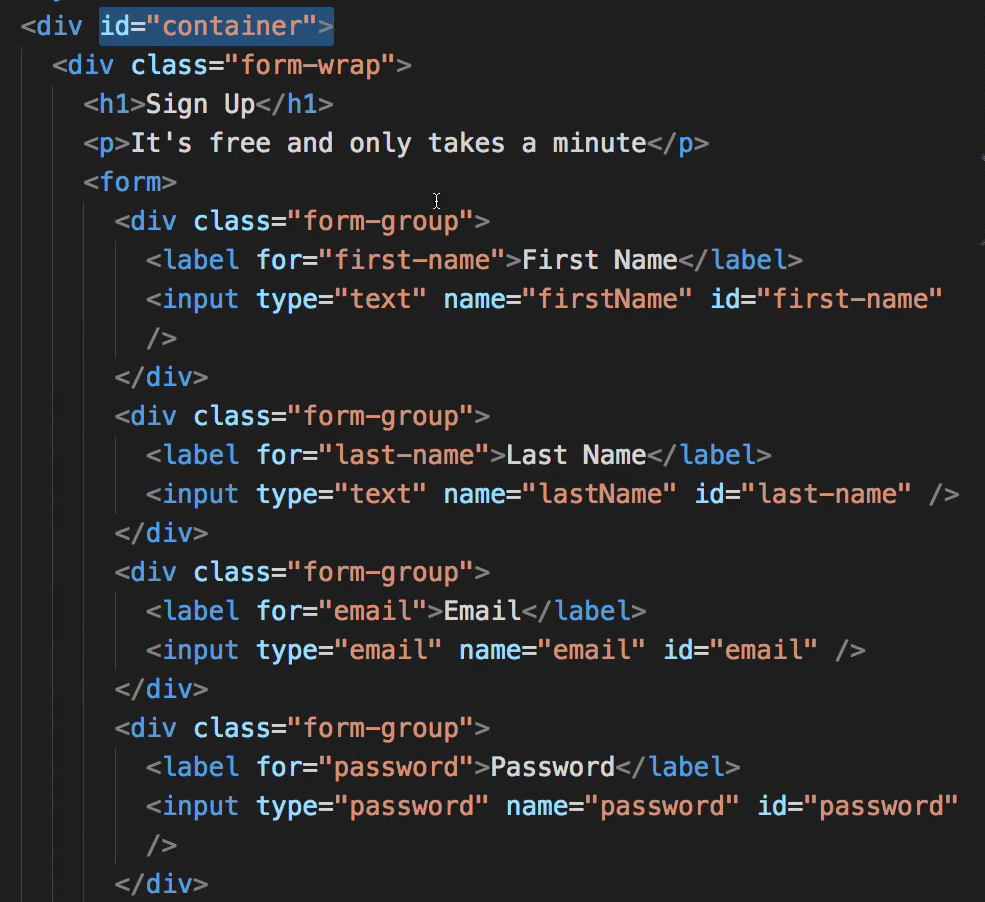 <div id="container">
<div class="form-wrap">
<h1>Sign Up</h1>
<p>It's free and only takes a minute</p>
<form>
<div class="form-group">
<label for="first-name">First Name</label>
<input type="text" name="firstName" id="first-name"
/>
</div>
<div class="form-group">
<label for="last-name">Last Name</label>
<input type="text" name="lastName" id="last-name" />
</div>
<div class="form-group">
<label for="email">Email</label>
<input type="email" name="email" id="email" />
</div>
<div class="form-group">
<label for="password">Password</label>
<input type="password" name="password" id="password"
/>
</div>